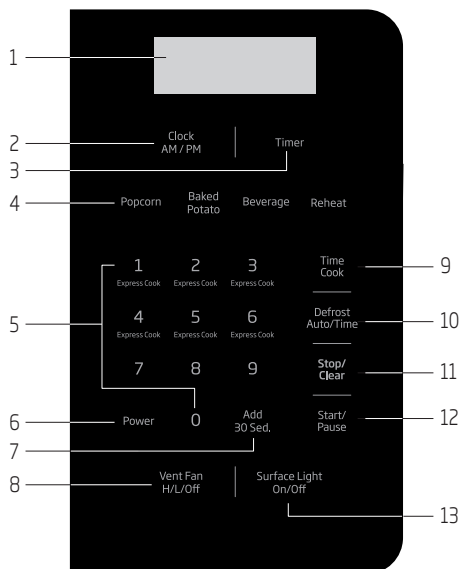 1
2
Clock
AM / PM
Timer
3
4
Popcorn
Baked
Potato
Beverage
Reheat
1
Express Cook
2
Express Cook
3
Express Cook
Time
Cook
9
4
Express Cook
5
Express Cook
6
Express Cook
Defrost
Auto/Time
10
5
7
8
9
Stop/
Clear
11
6
Power
0
Add
30 Sed.
Start/
Pause
12
7
8
Vent Fan
H/L/Off
Surface Light
On/Off
13